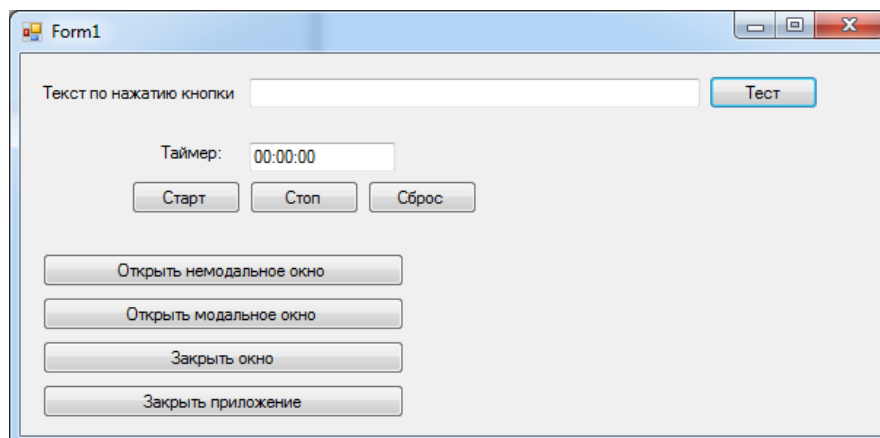 Form1
Текст по нажатию кнопки Тест
Таймер: 00:00:00
Старт Стоп Сброс
Открыть немодальное окно
Открыть модальное окно
Закрыть окно
Закрыть приложение